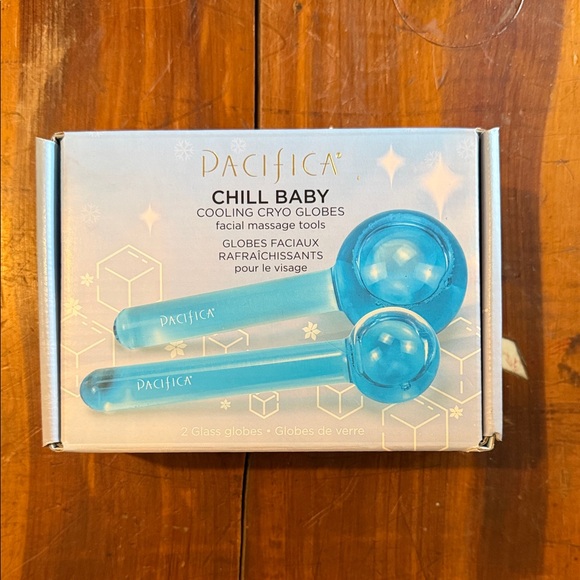 PACIFICA
CHILL BABY
COOLING CRYO GLOBES
facial massage tools
GLOBES FACIAUX
RAFRAÎCHISSANTS
pour le visage
PACIFICA
PACIFICA
2 Glass globes • Globes de verre